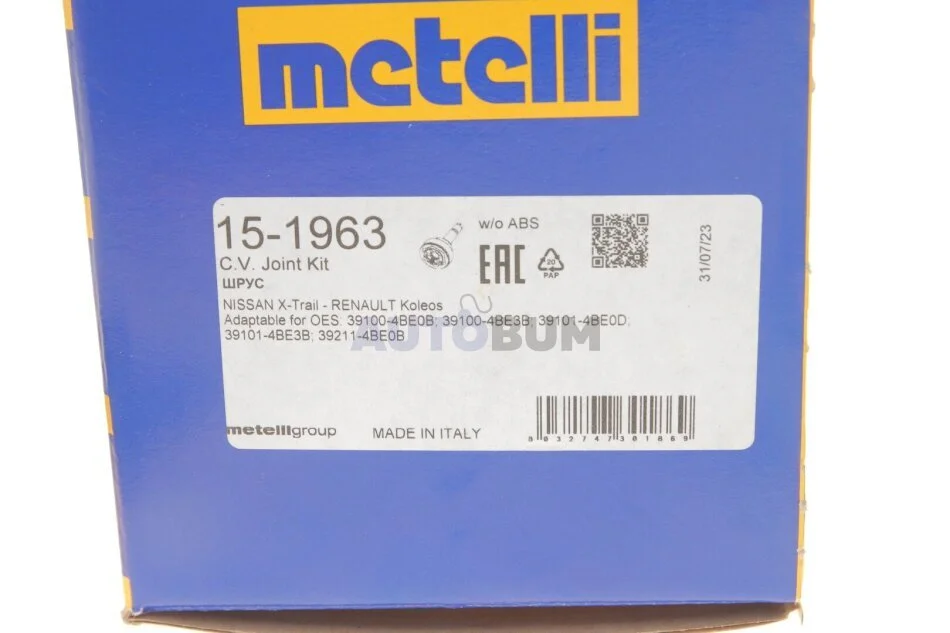 metelli
15-1963
w/o ABS
C.V. Joint Kit
ШРУС
EAC
20
PAP
31/07/23
NISSAN X-Trail - RENAULT Koleos
Adaptable for OES: 39100-4BE0B; 39100-4BE3B; 39101-4BE0D;
39101-4BE3B; 39211-4BE0B
AUTOBUM
metelligroup
MADE IN ITALY
8032747301869